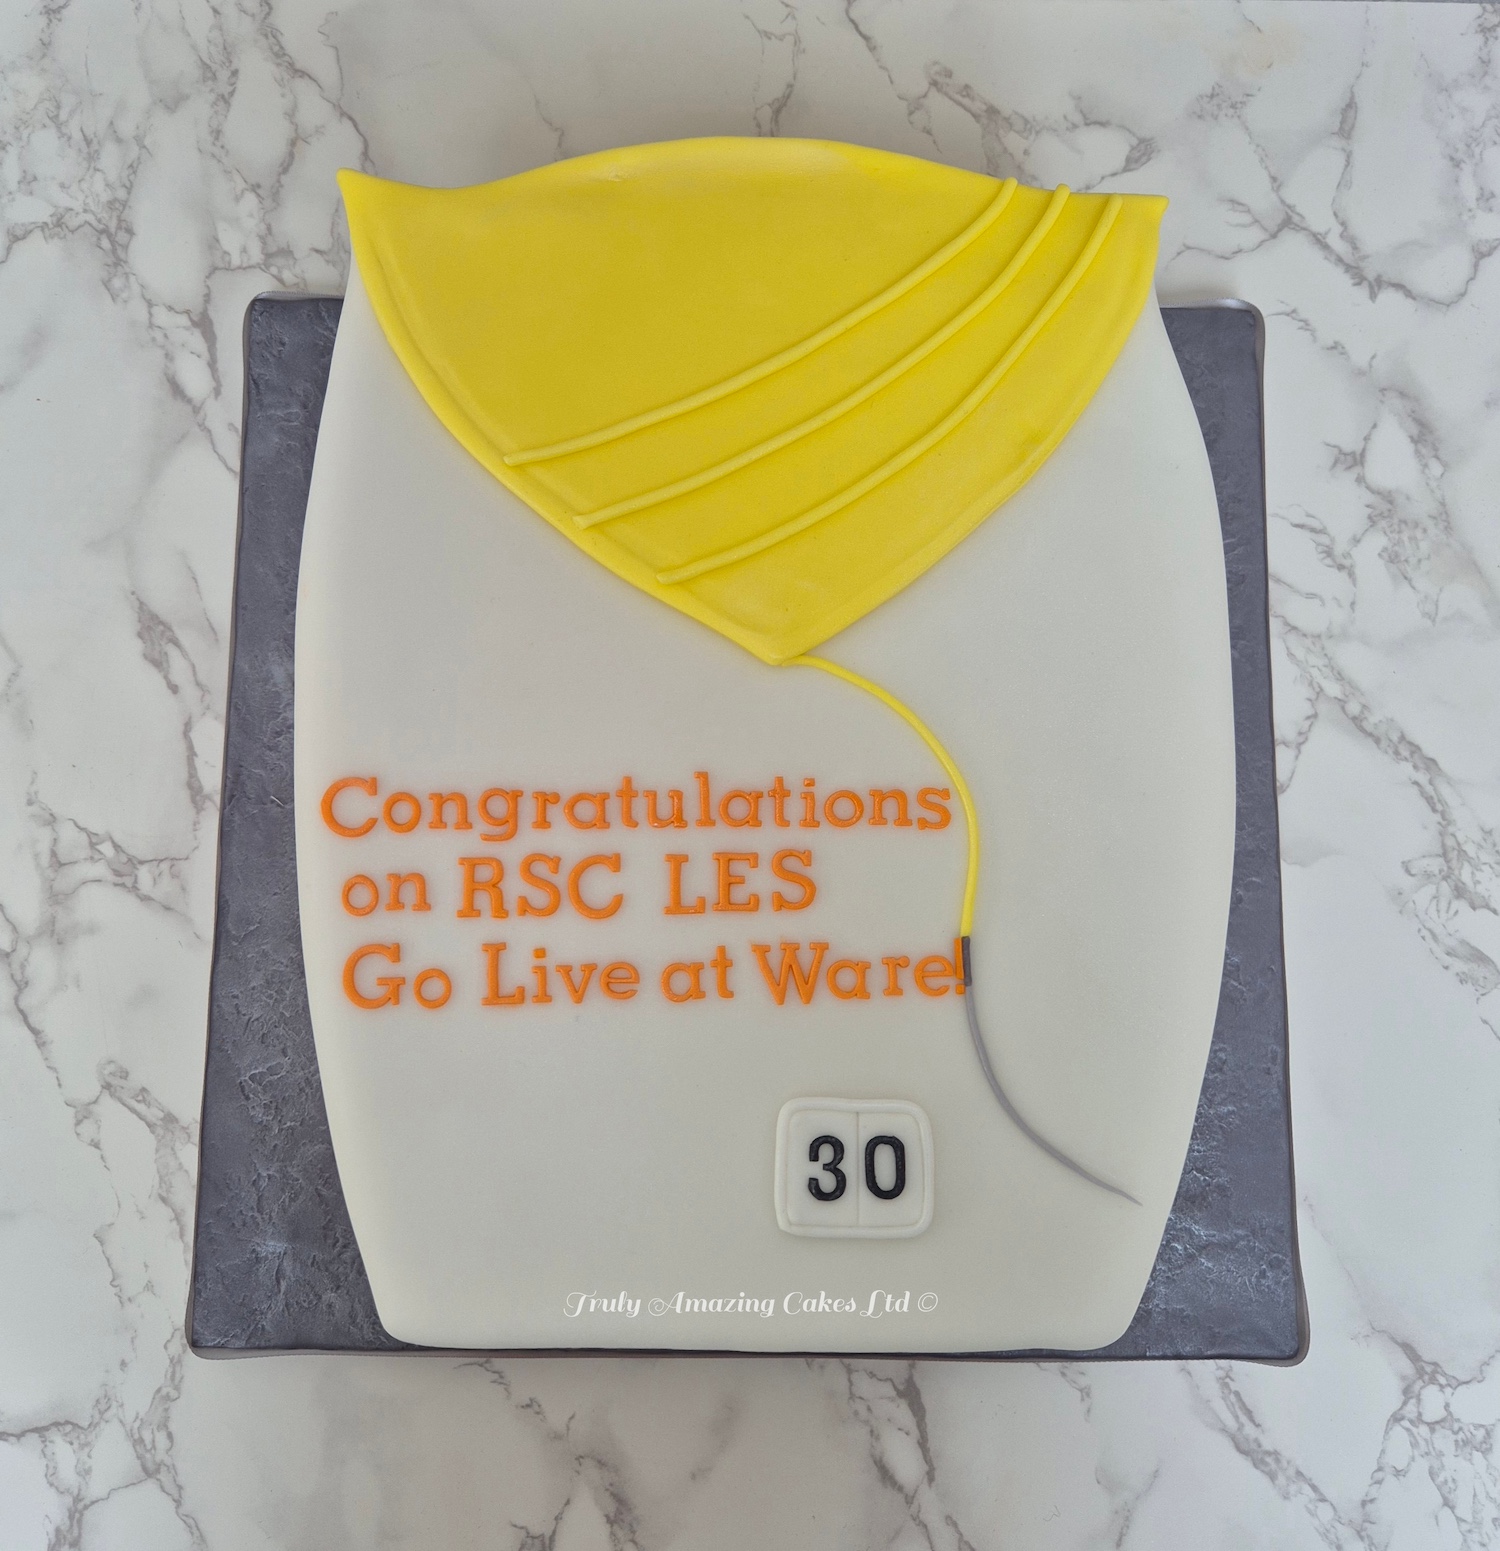 Congratulations
on RSC LES
Go Live at Ware!
30
Truly Amazing Cakes Ltd ©